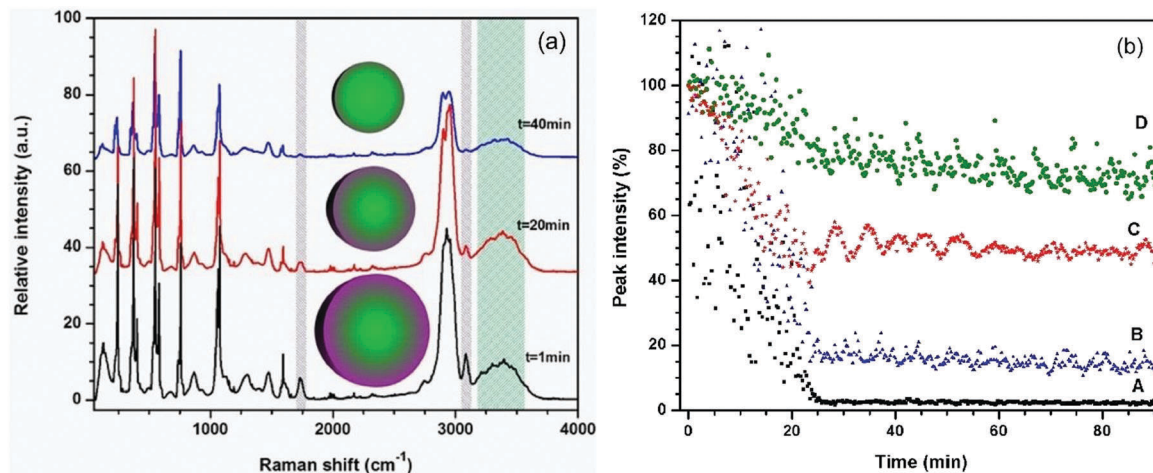 (a)
100
80
60
40
20
0
Relative intensity (a.u.)
t=40min
t=20min
t=1min
1000
2000
3000
4000
Raman shift (cm⁻¹)
(b)
120
100
80
60
40
20
0
Peak intensity (%)
D
C
B
A
0
20
40
60
80
Time (min)